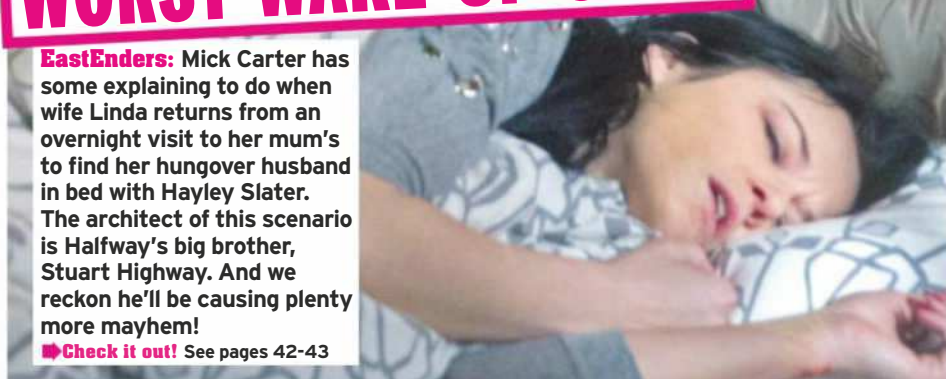 WORST WAKE-UP
EastEnders: Mick Carter has
some explaining to do when
wife Linda returns from an
overnight visit to her mum's
to find her hungover husband
in bed with Hayley Slater.
The architect of this scenario
is Halfway's big brother,
Stuart Highway. And we
reckon he'll be causing plenty
more mayhem!
Check it out! See pages 42-43